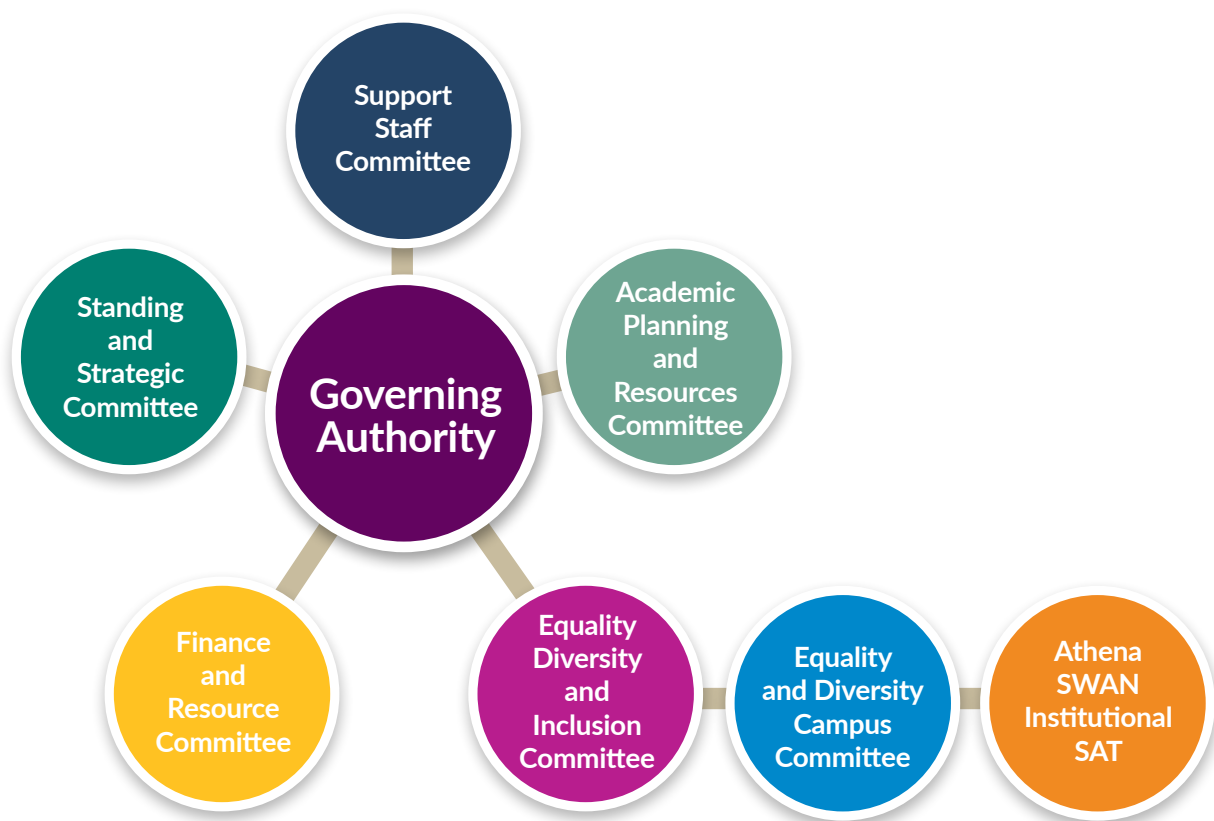 Support
Staff
Committee
Standing
and
Strategic
Committee
Academic
Planning
and
Resources
Committee
Governing
Authority
Finance
and
Resource
Committee
Equality
Diversity
and
Inclusion
Committee
Equality
and Diversity
Campus
Committee
Athena
SWAN
Institutional
SAT